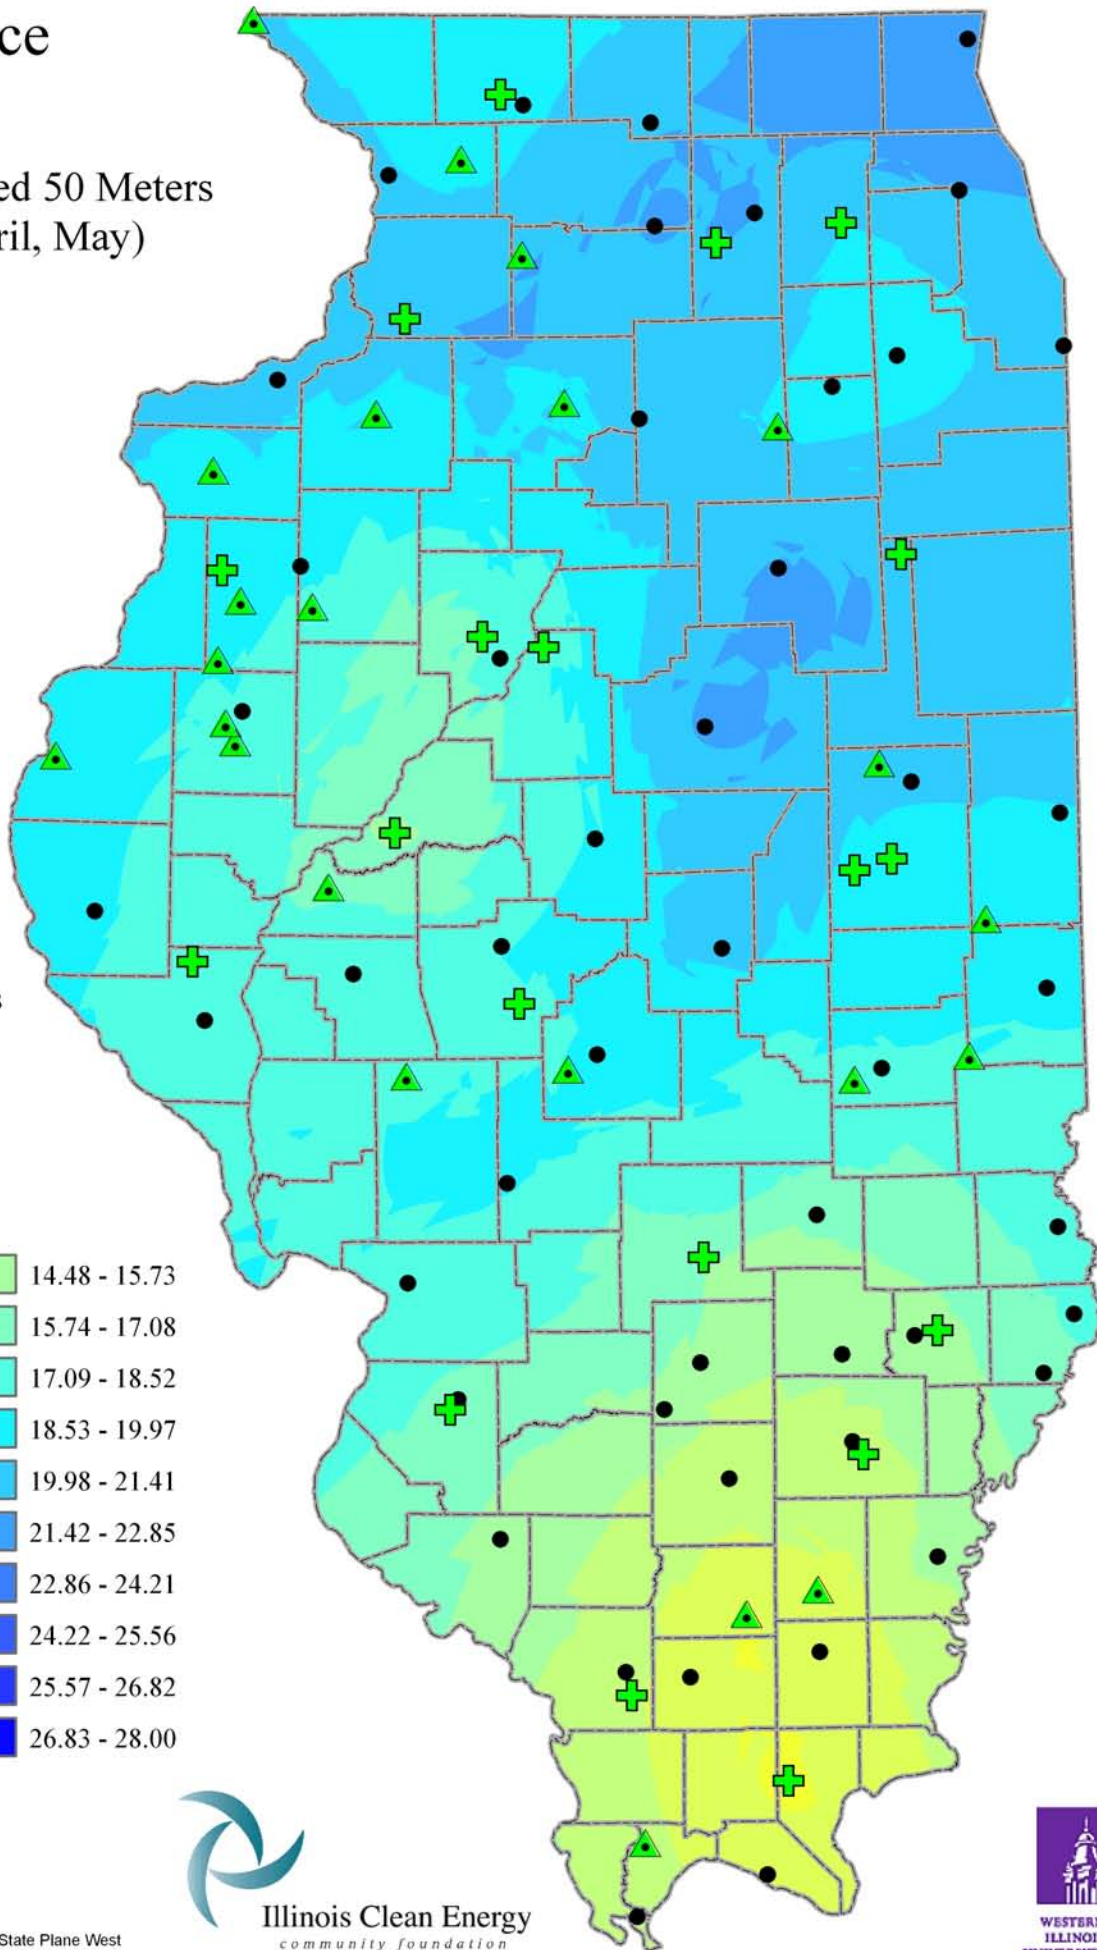 ce
ed 50 Meters
ril, May)
s
14.48 - 15.73
15.74 - 17.08
17.09 - 18.52
18.53 - 19.97
19.98 - 21.41
21.42 - 22.85
22.86 - 24.21
24.22 - 25.56
25.57 - 26.82
26.83 - 28.00
Illinois Clean Energy
community foundation
State Plane West
WESTERN
ILLINOI